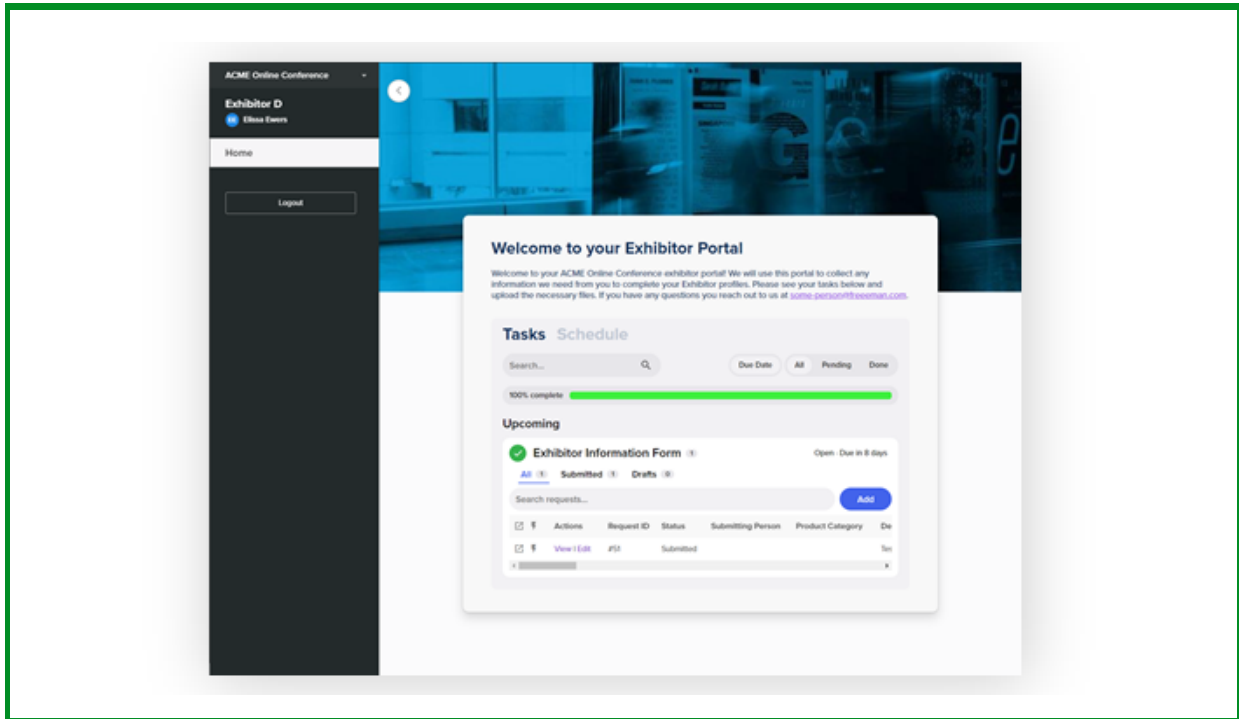 ACME Online Conference
Exhibitor D
EE Elissa Ewers
Home
Logout
Welcome to your Exhibitor Portal
Welcome to your ACME Online Conference exhibitor portal! We will use this portal to collect any
information we need from you to complete your Exhibitor profiles. Please see your tasks below and
upload the necessary files. If you have any questions you reach out to us at some-person@freeeman.com.
Tasks Schedule
Search...
Due Date All Pending Done
100% complete
Upcoming
Exhibitor Information Form 1
Open · Due in 8 days
All 1 Submitted 1 Drafts 0
Search requests...
Add
Actions Request ID Status Submitting Person Product Category De
View | Edit #51 Submitted Tes